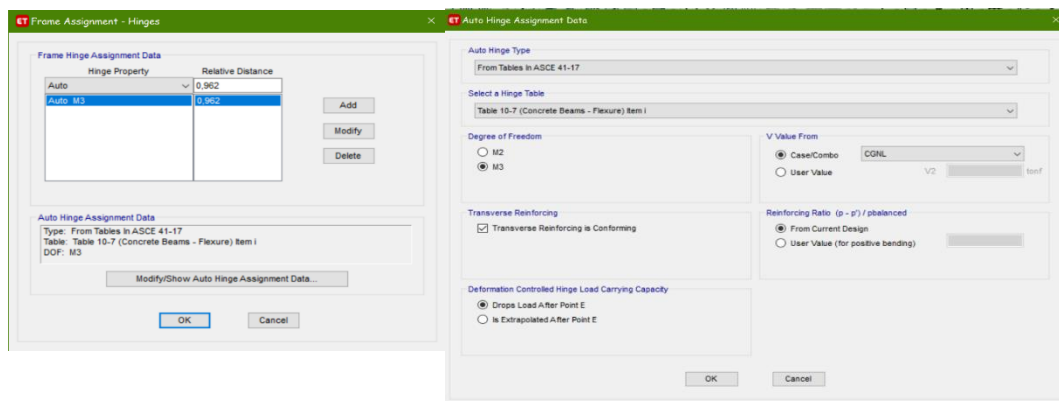 ET Frame Assignment - Hinges
Frame Hinge Assignment Data
Hinge Property Relative Distance
Auto 0,962
Auto M3 0,962
Add
Modify
Delete
Auto Hinge Assignment Data
Type: From Tables In ASCE 41-17
Table: Table 10-7 (Concrete Beams - Flexure) Item i
DOF: M3
Modify/Show Auto Hinge Assignment Data...
OK Cancel
ET Auto Hinge Assignment Data
Auto Hinge Type
From Tables In ASCE 41-17
Select a Hinge Table
Table 10-7 (Concrete Beams - Flexure) Item i
Degree of Freedom
M2
M3
V Value From
Case/Combo CGNL
User Value V2 tonf
Transverse Reinforcing
Transverse Reinforcing is Conforming
Reinforcing Ratio (p - p') / pbalanced
From Current Design
User Value (for positive bending)
Deformation Controlled Hinge Load Carrying Capacity
Drops Load After Point E
Is Extrapolated After Point E
OK Cancel